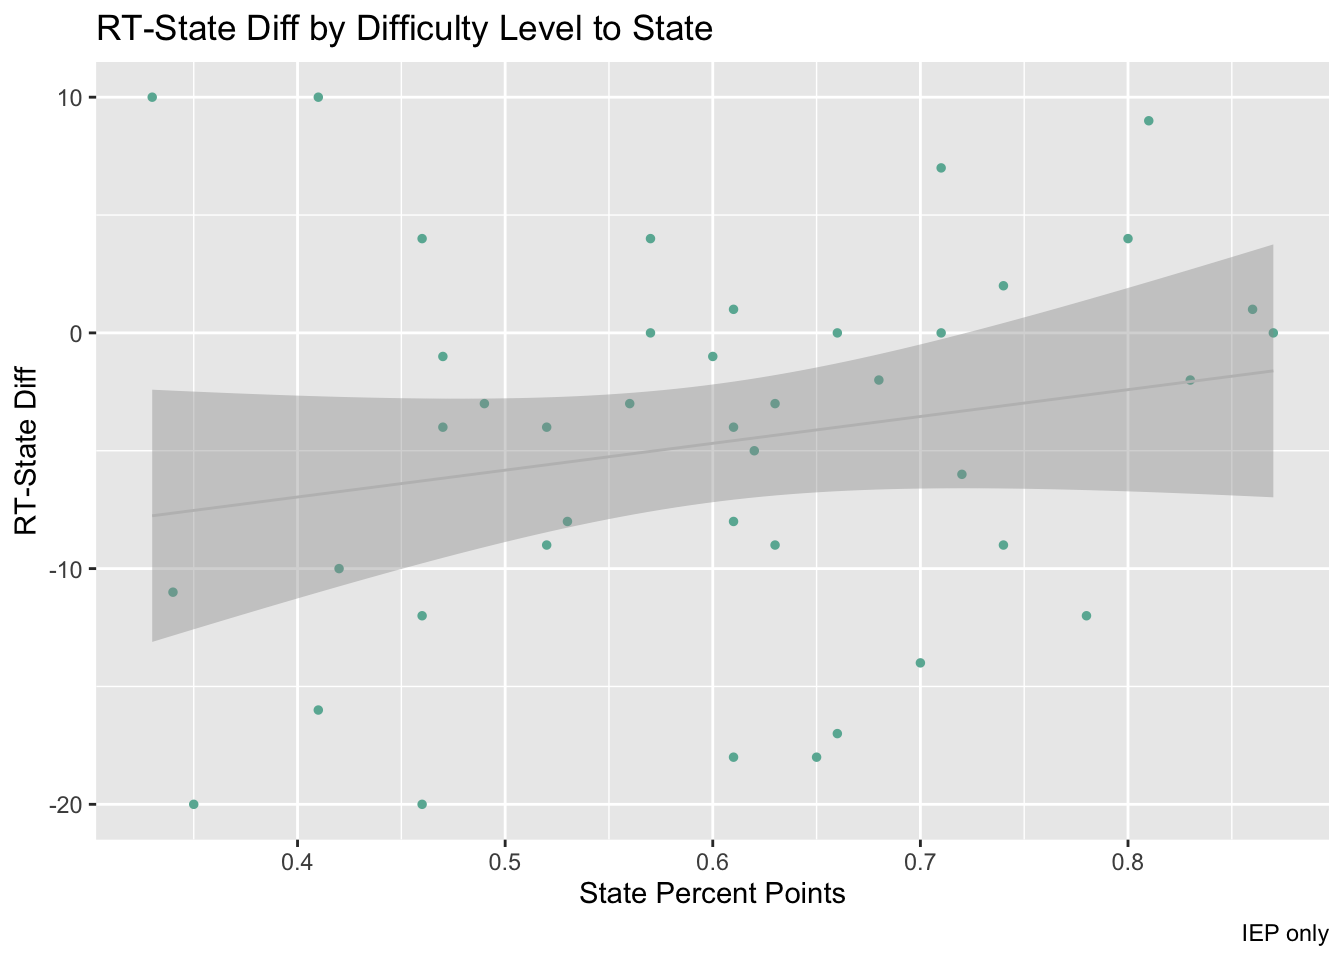 RT-State Diff by Difficulty Level to State
10
0
-10
-20
RT-State Diff
0.4 0.5 0.6 0.7 0.8
State Percent Points
IEP only